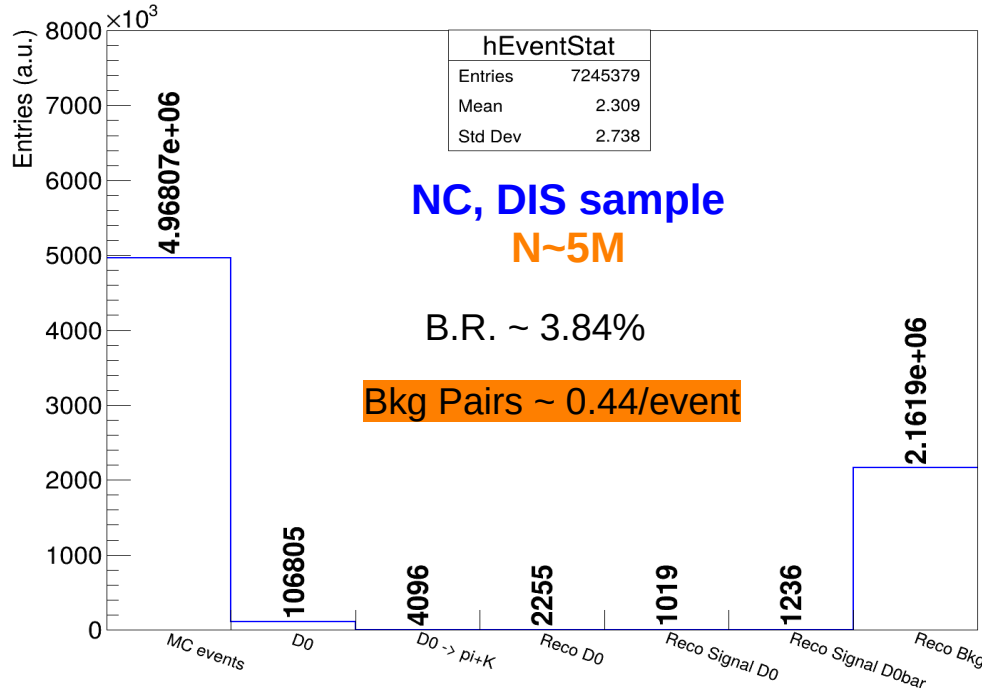 ×10³
Entries (a.u.)
8000
7000
6000
5000
4000
3000
2000
1000
0
hEventStat
Entries 7245379
Mean 2.309
Std Dev 2.738
NC, DIS sample
N~5M
B.R. ~ 3.84%
Bkg Pairs ~ 0.44/event
4.96807e+06
106805
4096
2255
1019
1236
2.1619e+06
MC events
D0
D0 -> pi+K
Reco D0
Reco Signal D0
Reco Signal D0bar
Reco Bkg